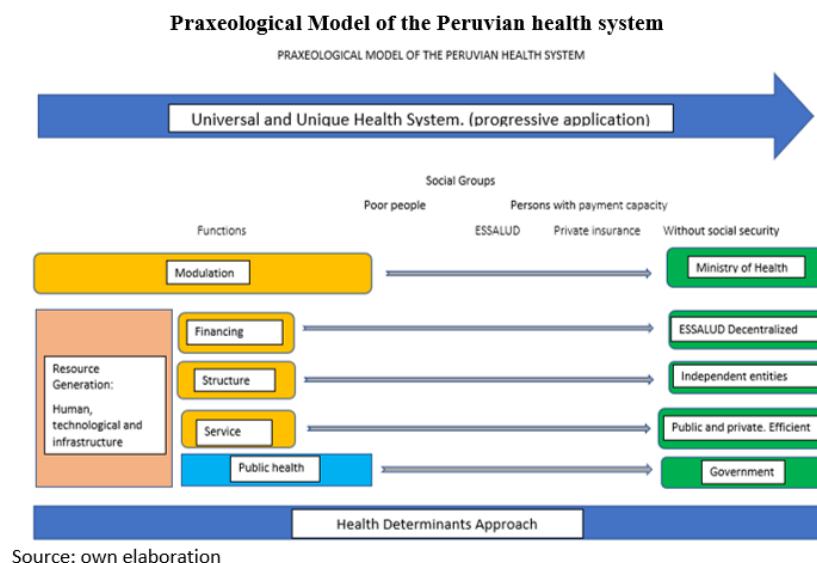 Praxeological Model of the Peruvian health system
PRAXEOLOGICAL MODEL OF THE PERUVIAN HEALTH SYSTEM
Universal and Unique Health System. (progressive application)
Social Groups
Poor people
Persons with payment capacity
Functions
ESSALUD
Private insurance
Without social security
Modulation
Ministry of Health
Resource
Generation:
Human,
technological and
infrastructure
Financing
ESSALUD Decentralized
Structure
Independent entities
Service
Public and private. Efficient
Public health
Government
Health Determinants Approach
Source: own elaboration